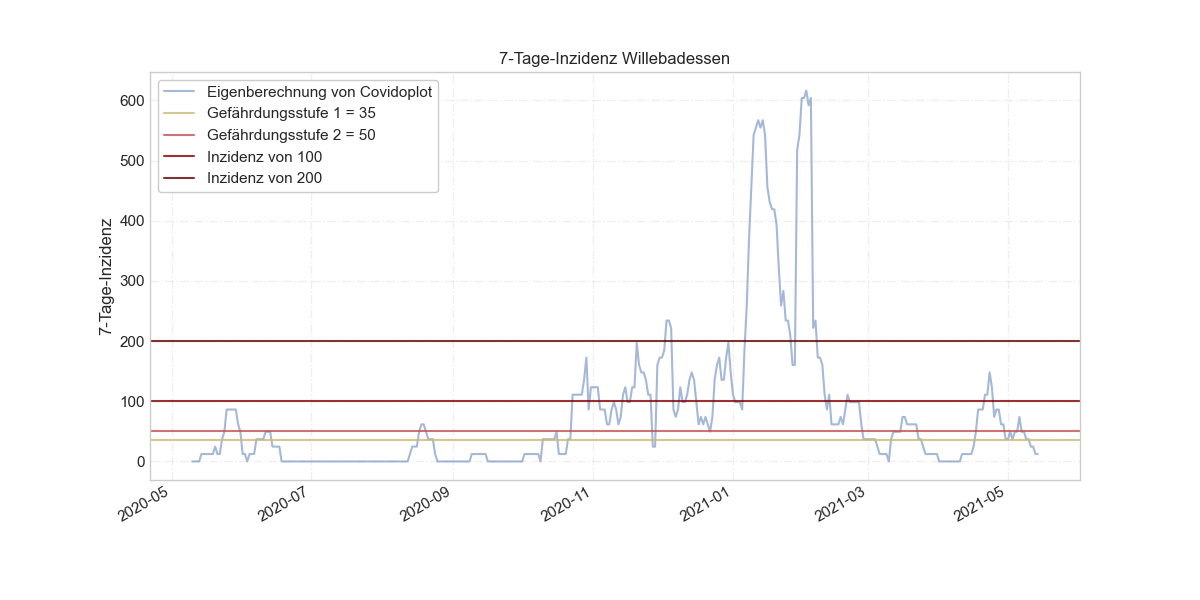 7-Tage-Inzidenz Willebadessen
Eigenberechnung von Covidoplot
Gefährdungsstufe 1 = 35
Gefährdungsstufe 2 = 50
Inzidenz von 100
Inzidenz von 200
7-Tage-Inzidenz
600
500
400
300
200
100
0
2020-05
2020-07
2020-09
2020-11
2021-01
2021-03
2021-05